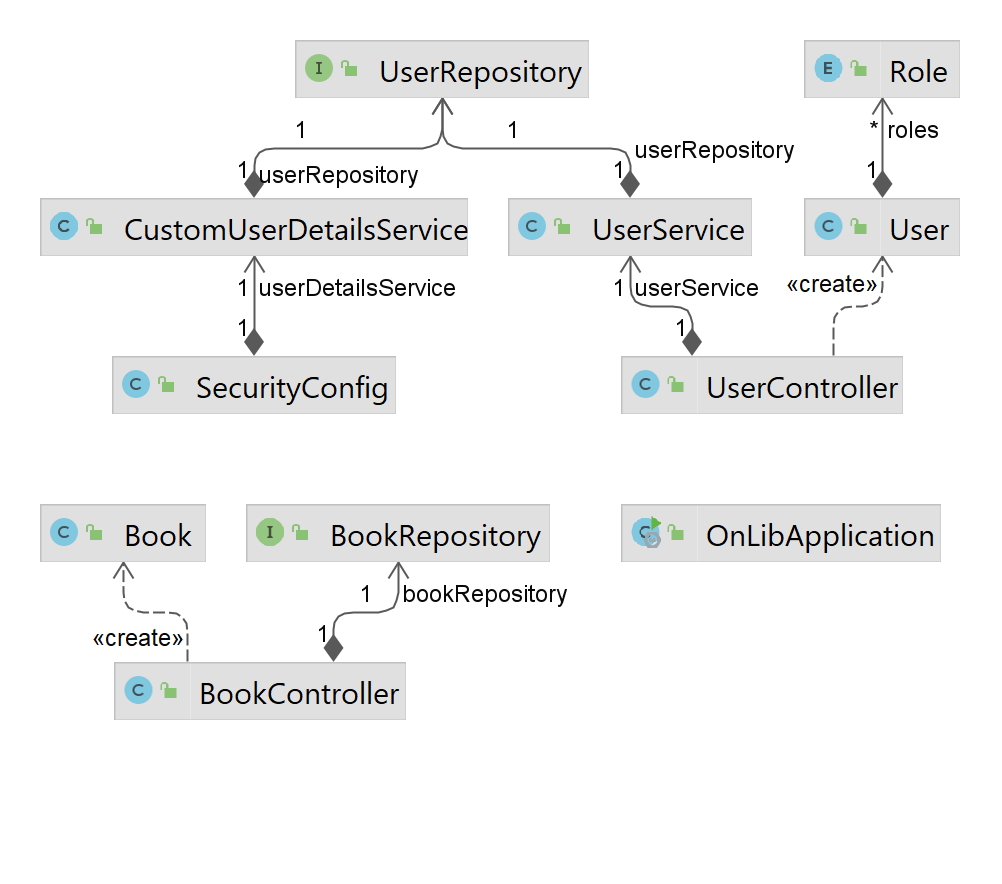 I UserRepository
E Role
1
1
* roles
1 userRepository
1 userRepository
1
C CustomUserDetailsService
C UserService
C User
1 userDetailsService
1 userService
«create»
1
1
C SecurityConfig
C UserController
C Book
I BookRepository
C OnLibApplication
1 bookRepository
«create»
1
C BookController